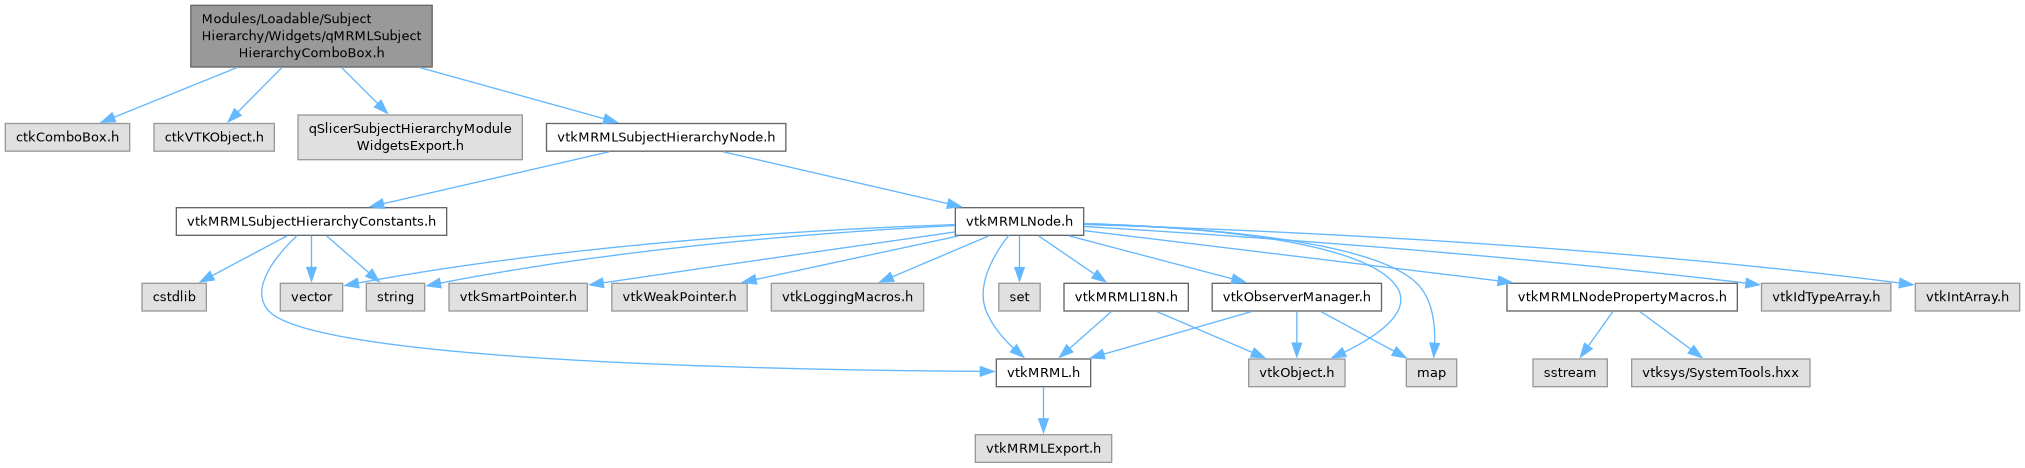 Modules/Loadable/Subject
Hierarchy/Widgets/qMRMLSubject
HierarchyComboBox.h
ctkComboBox.h
ctkVTKObject.h
qSlicerSubjectHierarchyModule
WidgetsExport.h
vtkMRMLSubjectHierarchyNode.h
vtkMRMLSubjectHierarchyConstants.h
vtkMRMLNode.h
cstdlib
vector
string
vtkSmartPointer.h
vtkWeakPointer.h
vtkLoggingMacros.h
set
vtkMRMLI18N.h
vtkObserverManager.h
vtkMRMLNodePropertyMacros.h
vtkIdTypeArray.h
vtkIntArray.h
vtkMRML.h
vtkObject.h
map
sstream
vtksys/SystemTools.hxx
vtkMRMLExport.h